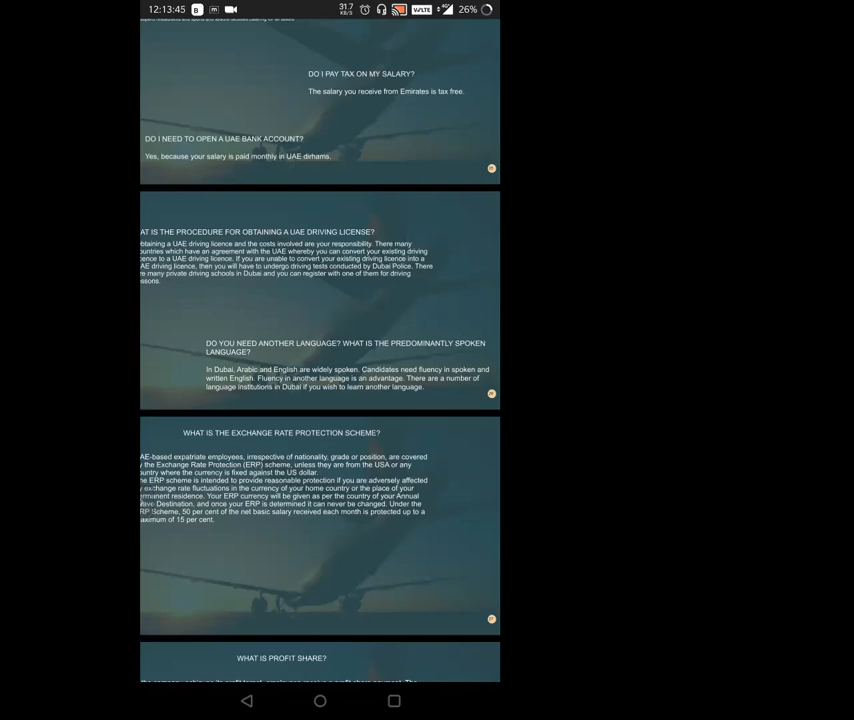 12:13:45 B m 31.7 KB/S VoLTE 4G 26%
DO I PAY TAX ON MY SALARY?
The salary you receive from Emirates is tax free.
DO I NEED TO OPEN A UAE BANK ACCOUNT?
Yes, because your salary is paid monthly in UAE dirhams.
AT IS THE PROCEDURE FOR OBTAINING A UAE DRIVING LICENSE?
btaining a UAE driving licence and the costs involved are your responsibility. There many
ountries which have an agreement with the UAE whereby you can convert your existing driving
cence to a UAE driving licence. If you are unable to convert your existing driving licence into a
AE driving licence, then you will have to undergo driving tests conducted by Dubai Police. There
re many private driving schools in Dubai and you can register with one of them for driving
essons.
DO YOU NEED ANOTHER LANGUAGE? WHAT IS THE PREDOMINANTLY SPOKEN
LANGUAGE?
In Dubai, Arabic and English are widely spoken. Candidates need fluency in spoken and
written English. Fluency in another language is an advantage. There are a number of
language institutions in Dubai if you wish to learn another language.
WHAT IS THE EXCHANGE RATE PROTECTION SCHEME?
AE-based expatriate employees, irrespective of nationality, grade or position, are covered
y the Exchange Rate Protection (ERP) scheme, unless they are from the USA or any
ountry where the currency is fixed against the US dollar.
he ERP scheme is intended to provide reasonable protection if you are adversely affected
y exchange rate fluctuations in the currency of your home country or the place of your
ermanent residence. Your ERP currency will be given as per the country of your Annual
eave Destination, and once your ERP is determined it can never be changed. Under the
RP Scheme, 50 per cent of the net basic salary received each month is protected up to a
aximum of 15 per cent.
WHAT IS PROFIT SHARE?